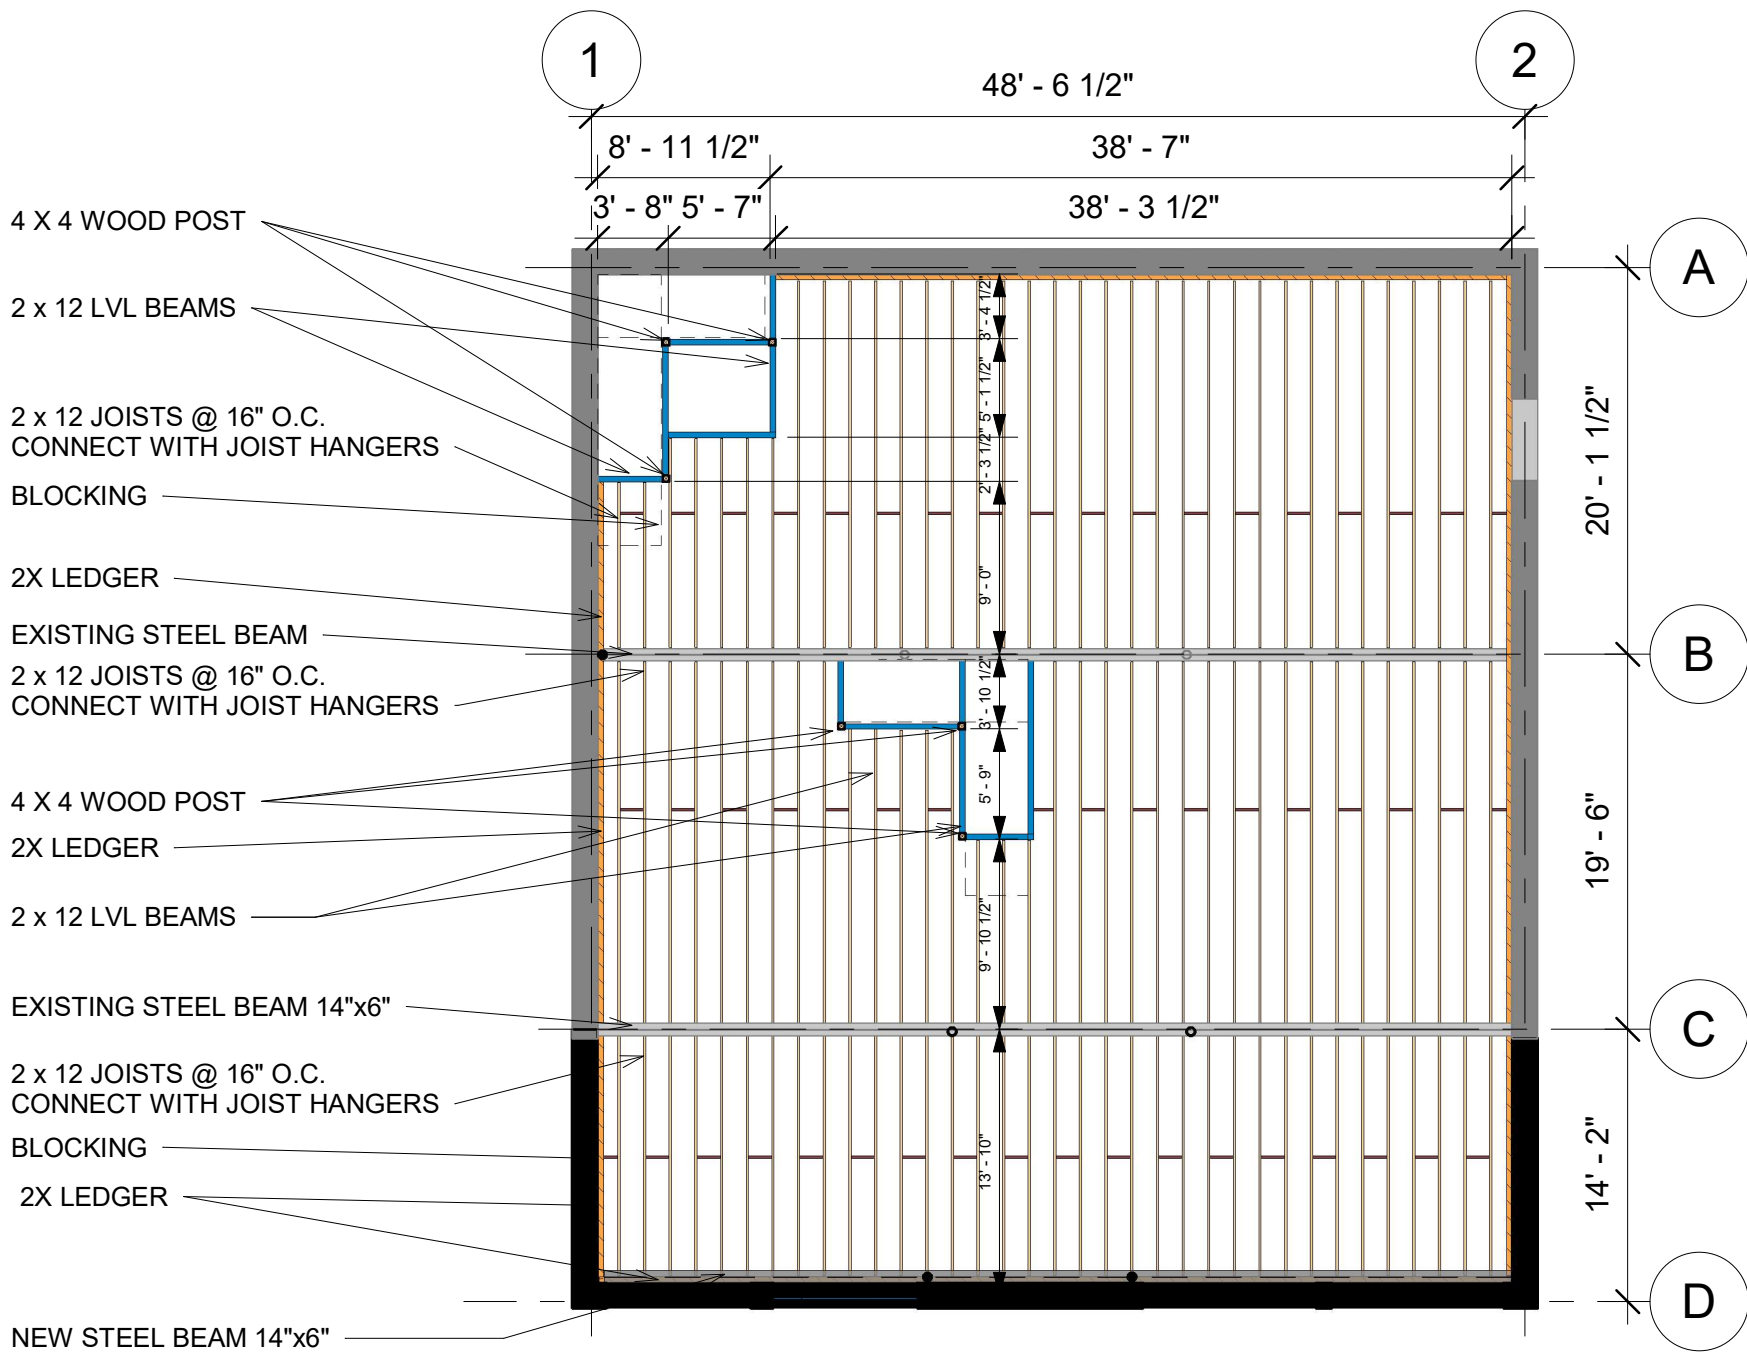 1
2
48' - 6 1/2"
8' - 11 1/2"
38' - 7"
3' - 8"
5' - 7"
38' - 3 1/2"
4 X 4 WOOD POST
2 x 12 LVL BEAMS
2 x 12 JOISTS @ 16" O.C.
CONNECT WITH JOIST HANGERS
BLOCKING
2X LEDGER
EXISTING STEEL BEAM
2 x 12 JOISTS @ 16" O.C.
CONNECT WITH JOIST HANGERS
4 X 4 WOOD POST
2X LEDGER
2 x 12 LVL BEAMS
EXISTING STEEL BEAM 14"x6"
2 x 12 JOISTS @ 16" O.C.
CONNECT WITH JOIST HANGERS
BLOCKING
2X LEDGER
NEW STEEL BEAM 14"x6"
3' - 4 1/2"
5' - 1 1/2"
2' - 3 1/2"
9' - 0"
3' - 10 1/2"
5' - 9"
9' - 10 1/2"
13' - 10"
A
20' - 1 1/2"
B
19' - 6"
C
14' - 2"
D